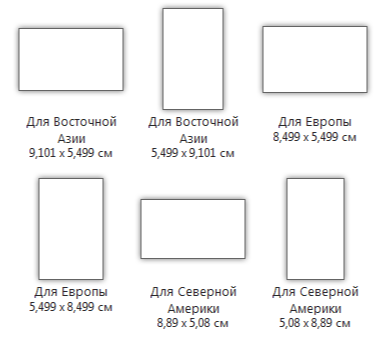 Для Восточной
Азии
9,101 x 5,499 см
Для Восточной
Азии
5,499 x 9,101 см
Для Европы
8,499 x 5,499 см
Для Европы
5,499 x 8,499 см
Для Северной
Америки
8,89 x 5,08 см
Для Северной
Америки
5,08 x 8,89 см